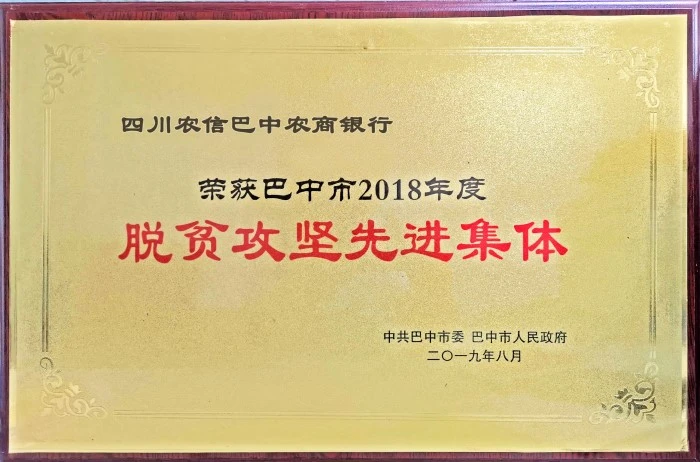 四川农信巴中农商银行
荣获巴中市2018年度
脱贫攻坚先进集体
中共巴中市委 巴中市人民政府
二〇一九年八月